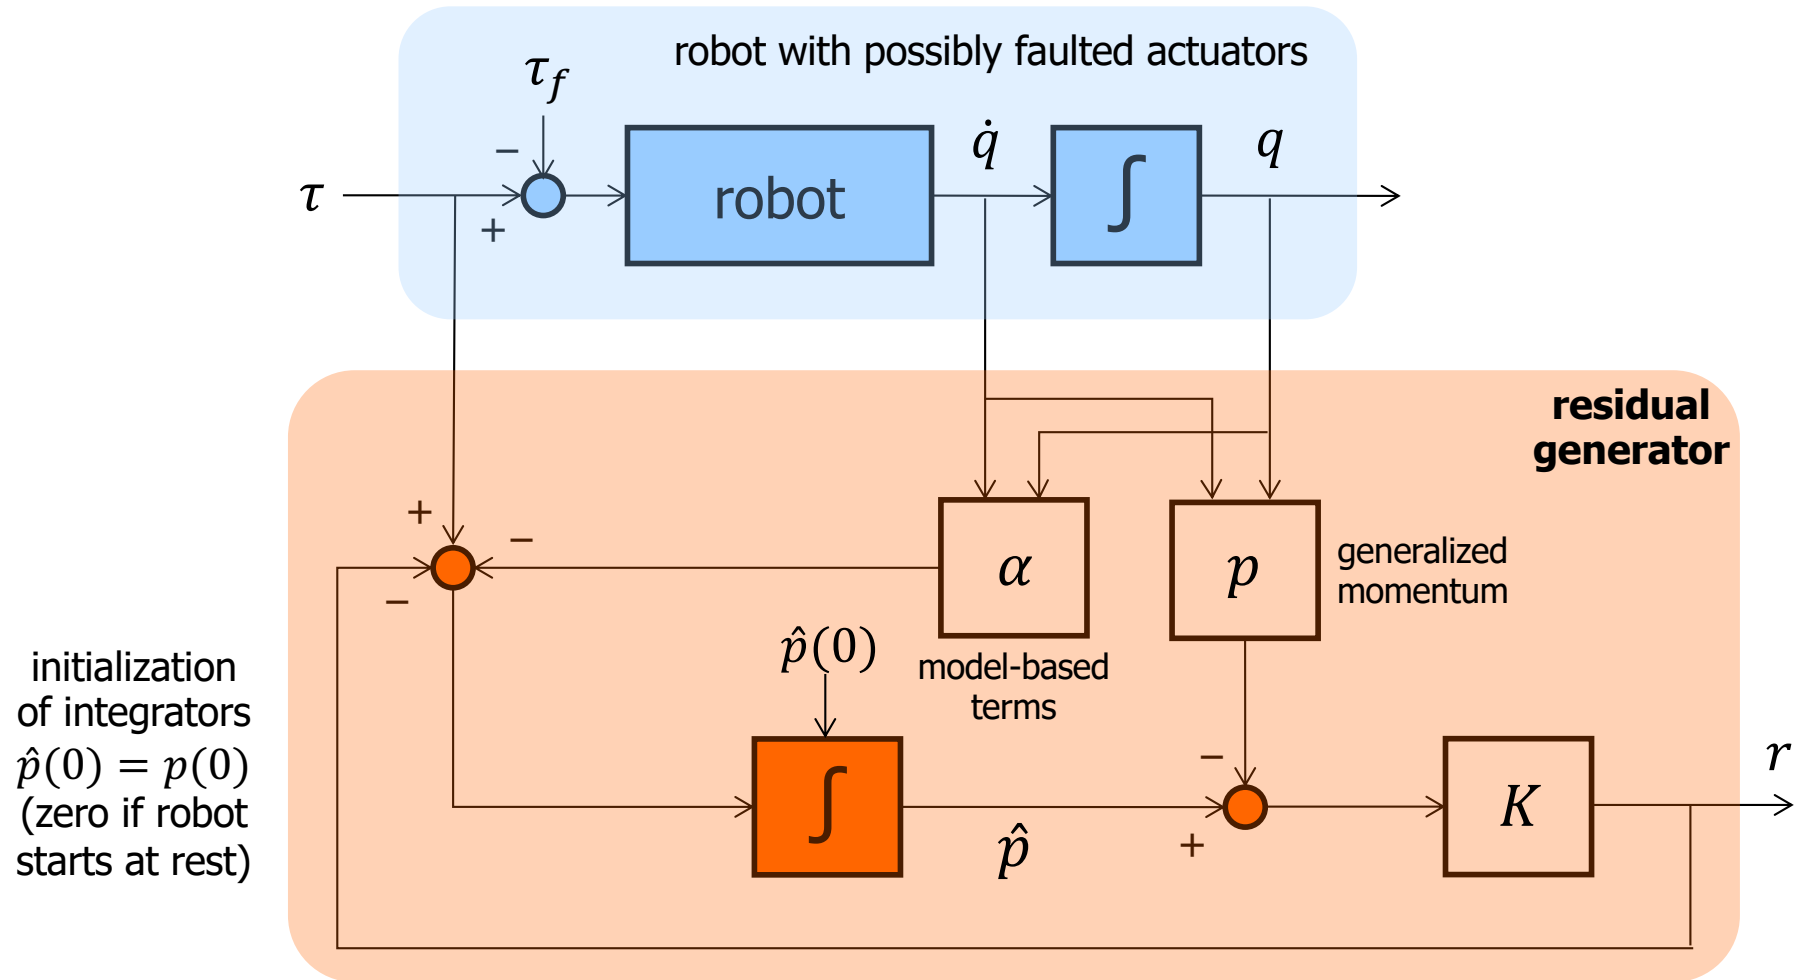 robot with possibly faulted actuators
τ_f
−
q̇
q
τ
robot
∫
+
residual
generator
+
−
α
p
generalized
momentum
−
p̂(0)
model-based
terms
initialization
of integrators
p̂(0) = p(0)
(zero if robot
starts at rest)
−
r
∫
K
p̂
+